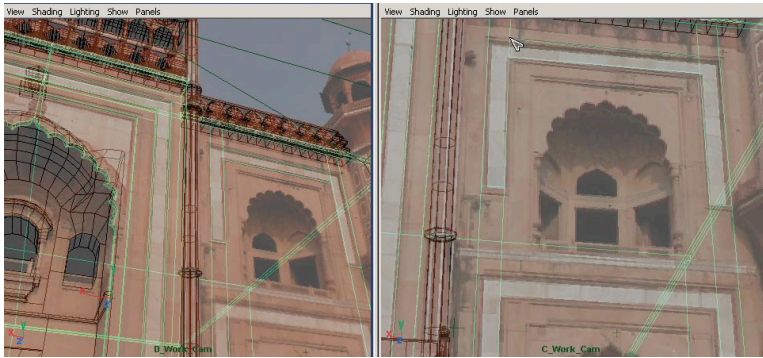 View Shading Lighting Show Panels
View Shading Lighting Show Panels
X Y Z
D_Work_Cam
X Y Z
C_Work_Cam